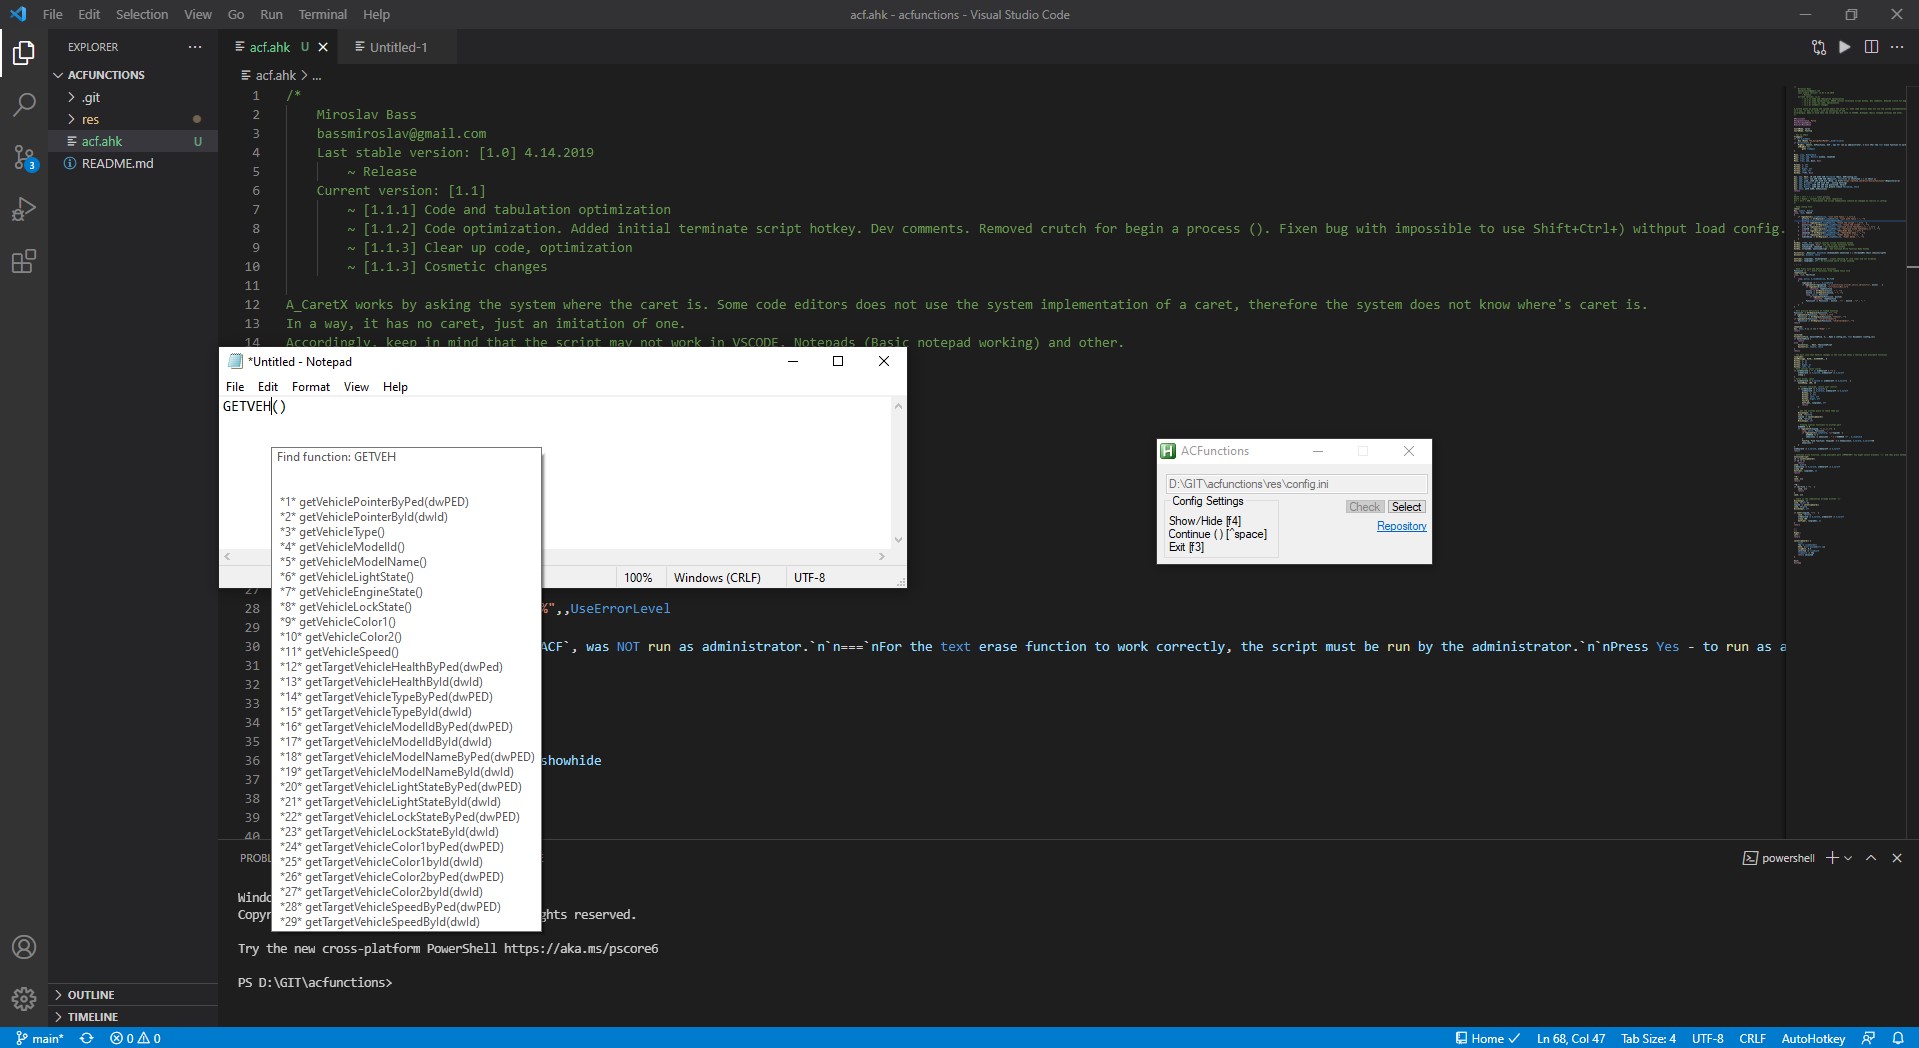 File Edit Selection View Go Run Terminal Help
acf.ahk - acfunctions - Visual Studio Code
EXPLORER
ACFUNCTIONS
.git
res
acf.ahk U
README.md
3
acf.ahk U
Untitled-1
acf.ahk > ...
1 /*
2 Miroslav Bass
3 bassmiroslav@gmail.com
4 Last stable version: [1.0] 4.14.2019
5 ~ Release
6 Current version: [1.1]
7 ~ [1.1.1] Code and tabulation optimization
8 ~ [1.1.2] Code optimization. Added initial terminate script hotkey. Dev comments. Removed crutch for begin a process (). Fixen bug with impossible to use Shift+Ctrl+) withput load config.
9 ~ [1.1.3] Clear up code, optimization
10 ~ [1.1.3] Cosmetic changes
11
12 A_CaretX works by asking the system where the caret is. Some code editors does not use the system implementation of a caret, therefore the system does not know where's caret is.
13 In a way, it has no caret, just an imitation of one.
14 Accordingly, keep in mind that the script may not work in VSCODE, Notepads (Basic notepad working) and other.
*Untitled - Notepad
File Edit Format View Help
GETVEH()
100% Windows (CRLF) UTF-8
Find function: GETVEH
*1* getVehiclePointerByPed(dwPED)
*2* getVehiclePointerById(dwId)
*3* getVehicleType()
*4* getVehicleModelId()
*5* getVehicleModelName()
*6* getVehicleLightState()
*7* getVehicleEngineState()
*8* getVehicleLockState()
*9* getVehicleColor1()
*10* getVehicleColor2()
*11* getVehicleSpeed()
*12* getTargetVehicleHealthByPed(dwPed)
*13* getTargetVehicleHealthById(dwId)
*14* getTargetVehicleTypeByPed(dwPED)
*15* getTargetVehicleTypeById(dwId)
*16* getTargetVehicleModelIdByPed(dwPED)
*17* getTargetVehicleModelIdById(dwId)
*18* getTargetVehicleModelNameByPed(dwPED)
*19* getTargetVehicleModelNameById(dwId)
*20* getTargetVehicleLightStateByPed(dwPED)
*21* getTargetVehicleLightStateById(dwId)
*22* getTargetVehicleLockStateByPed(dwPED)
*23* getTargetVehicleLockStateById(dwId)
*24* getTargetVehicleColor1byPed(dwPED)
*25* getTargetVehicleColor1byId(dwId)
*26* getTargetVehicleColor2byPed(dwPED)
*27* getTargetVehicleColor2byId(dwId)
*28* getTargetVehicleSpeedByPed(dwPED)
*29* getTargetVehicleSpeedById(dwId)
ACFunctions
D:\GIT\acfunctions\res\config.ini
Config Settings
Check Select
Show/Hide [f4]
Repository
Continue ( ) [^space]
Exit [f3]
27
28 %",,UseErrorLevel
29
30 ACF`, was NOT run as administrator.`n`n===`nFor the text erase function to work correctly, the script must be run by the administrator.`n`nPress Yes - to run as a
31
32
33
34
35
36 showhide
37
38
39
40
PROBL
powershell
Windo
Copyr ghts reserved.
Try the new cross-platform PowerShell https://aka.ms/pscore6
PS D:\GIT\acfunctions>
OUTLINE
TIMELINE
main* 0 0
Home Ln 68, Col 47 Tab Size: 4 UTF-8 CRLF AutoHotkey